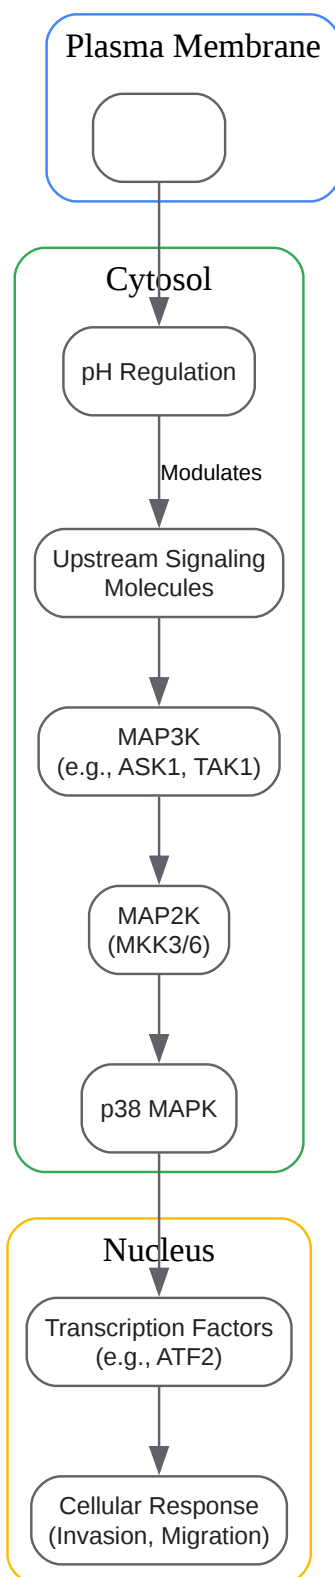 Plasma Membrane
Cytosol
pH Regulation
Modulates
Upstream Signaling
Molecules
MAP3K
(e.g., ASK1, TAK1)
MAP2K
(MKK3/6)
p38 MAPK
Nucleus
Transcription Factors
(e.g., ATF2)
Cellular Response
(Invasion, Migration)